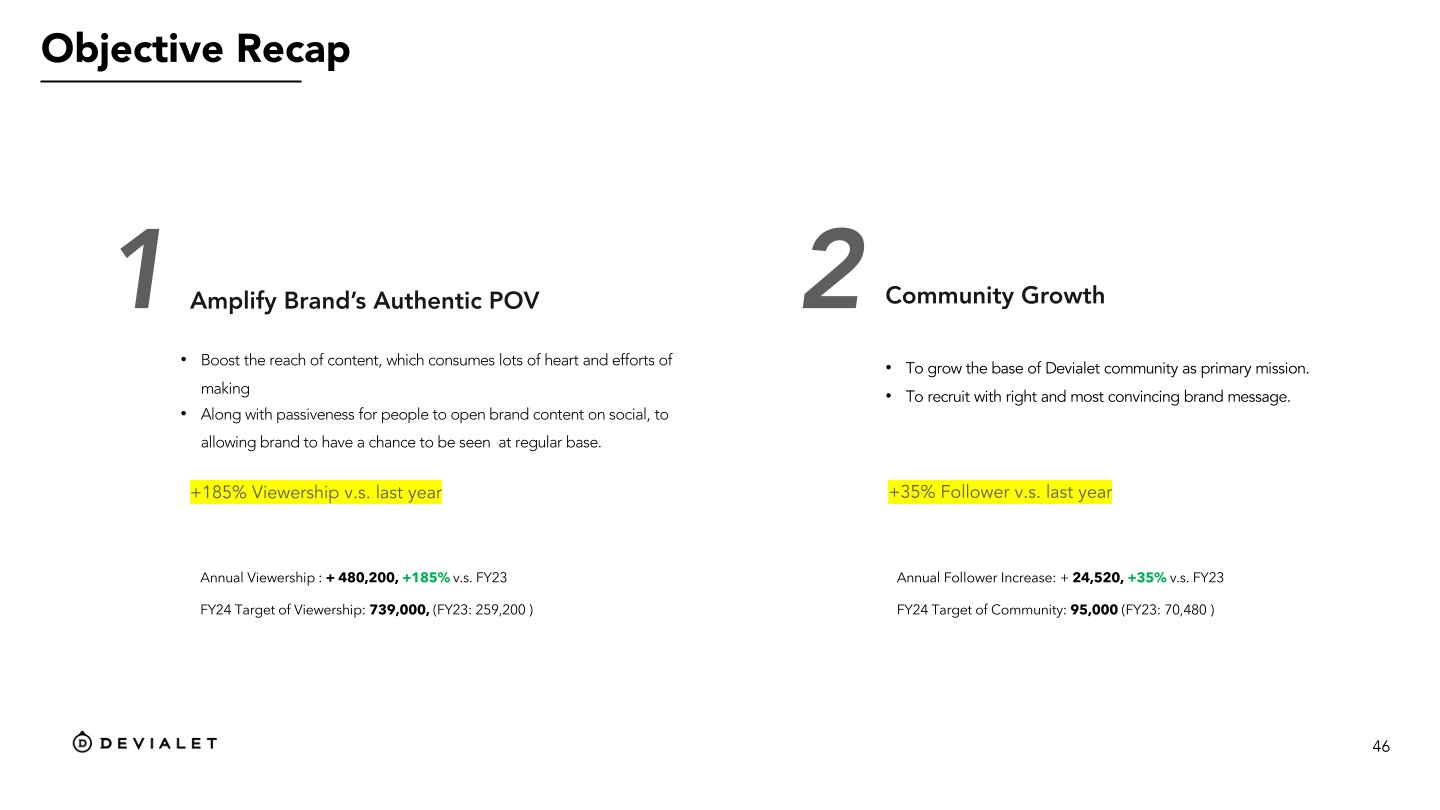 Objective Recap
1
Amplify Brand's Authentic POV
• Boost the reach of content, which consumes lots of heart and efforts of
making
• Along with passiveness for people to open brand content on social, to
allowing brand to have a chance to be seen  at regular base.
+185% Viewership v.s. last year
Annual Viewership : + 480,200, +185% v.s. FY23
FY24 Target of Viewership: 739,000, (FY23: 259,200 )
2
Community Growth
• To grow the base of Devialet community as primary mission.
• To recruit with right and most convincing brand message.
+35% Follower v.s. last year
Annual Follower Increase: + 24,520, +35% v.s. FY23
FY24 Target of Community: 95,000 (FY23: 70,480 )
DEVIALET
46